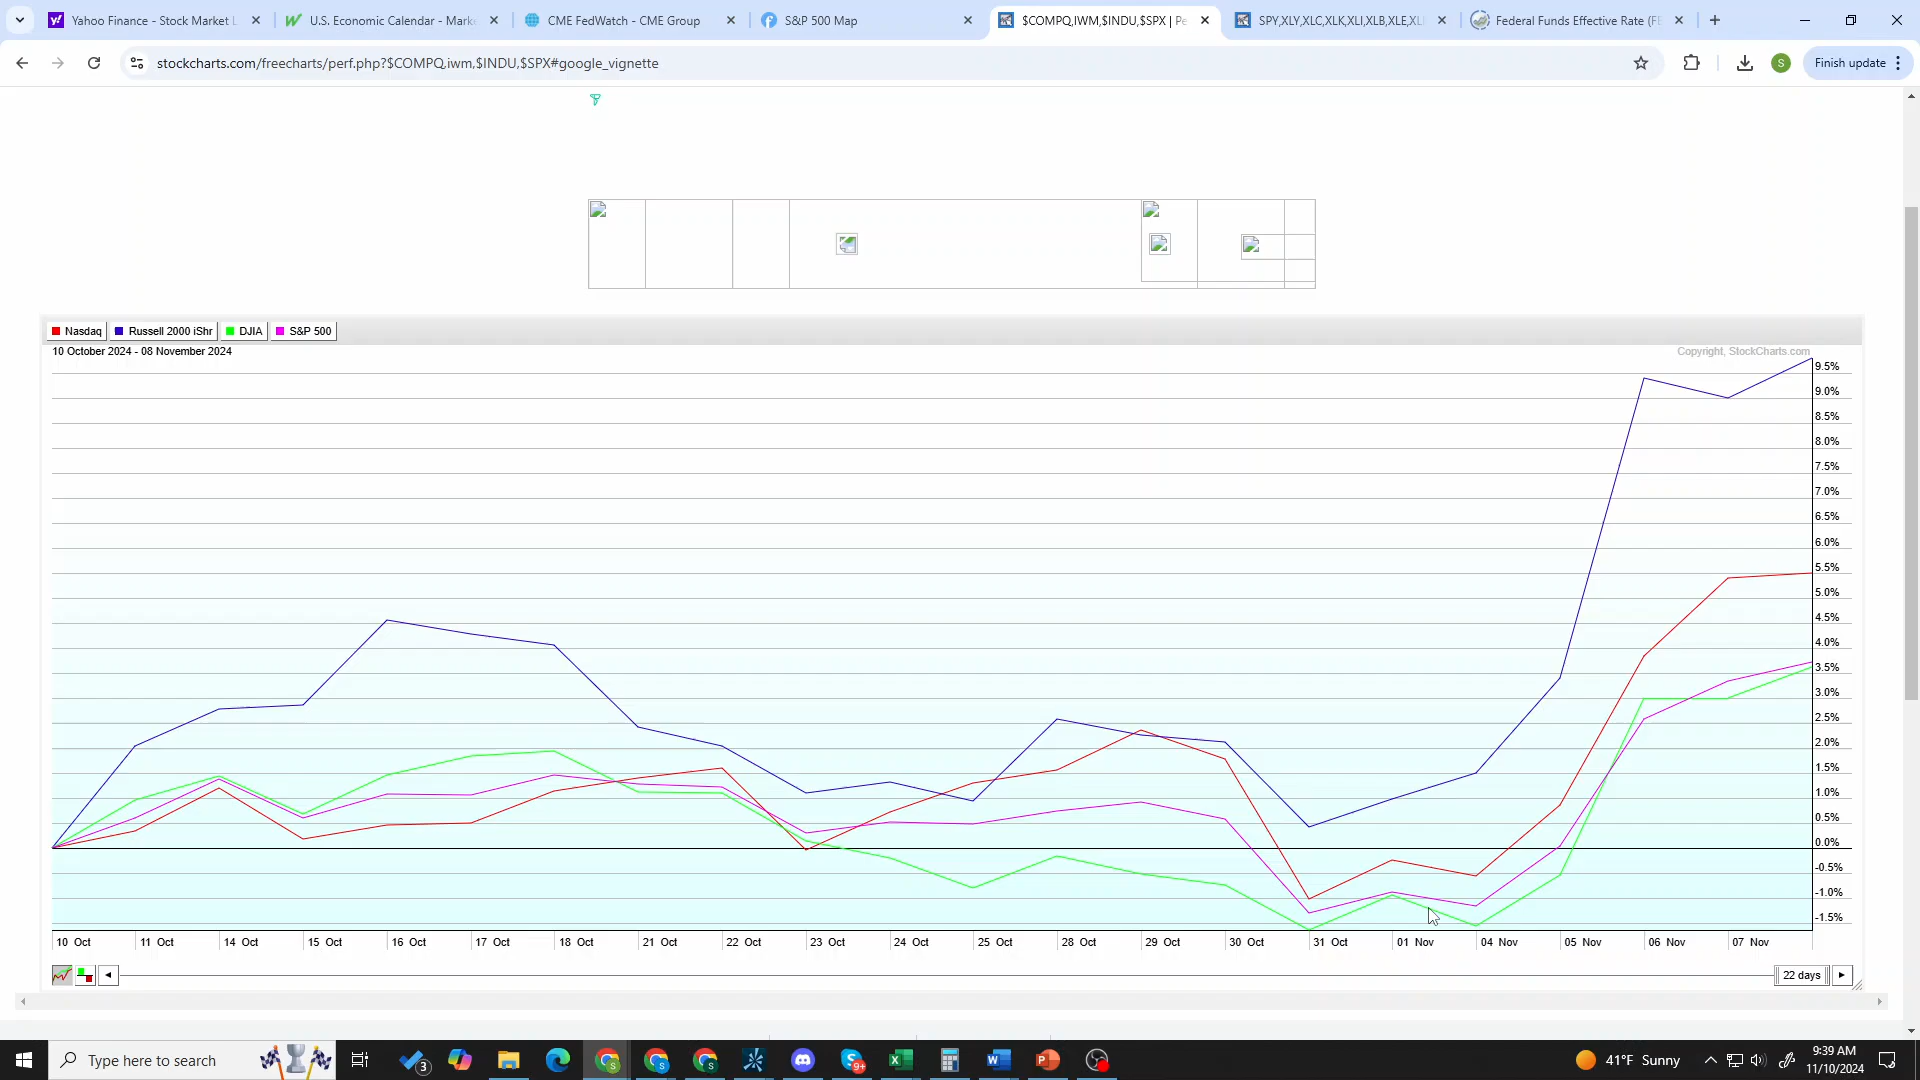 Yahoo Finance - Stock Market L
U.S. Economic Calendar - Marke
CME FedWatch - CME Group
S&P 500 Map
$COMPQ,IWM,$INDU,$SPX | Pe
SPY,XLY,XLC,XLK,XLI,XLB,XLE,XL
Federal Funds Effective Rate (FE
stockcharts.com/freecharts/perf.php?$COMPQ,iwm,$INDU,$SPX#google_vignette
S
Finish update
Nasdaq
Russell 2000 iShr
DJIA
S&P 500
10 October 2024 - 08 November 2024
Copyright, StockCharts.com
9.5%
9.0%
8.5%
8.0%
7.5%
7.0%
6.5%
6.0%
5.5%
5.0%
4.5%
4.0%
3.5%
3.0%
2.5%
2.0%
1.5%
1.0%
0.5%
0.0%
-0.5%
-1.0%
-1.5%
10 Oct 11 Oct 14 Oct 15 Oct 16 Oct 17 Oct 18 Oct 21 Oct 22 Oct 23 Oct 24 Oct 25 Oct 28 Oct 29 Oct 30 Oct 31 Oct 01 Nov 04 Nov 05 Nov 06 Nov 07 Nov
22 days
Type here to search
3
9+
41°F Sunny
9:39 AM
11/10/2024